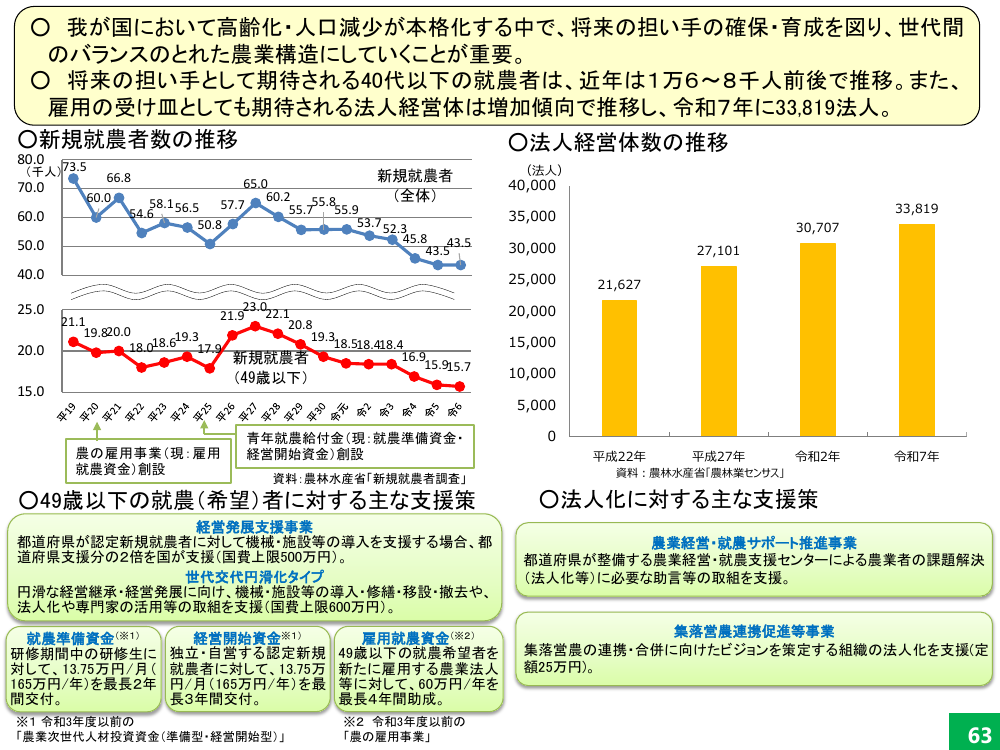 〇　我が国において高齢化・人口減少が本格化する中で、将来の担い手の確保・育成を図り、世代間
のバランスのとれた農業構造にしていくことが重要。
〇　将来の担い手として期待される40代以下の就農者は、近年は１万６～８千人前後で推移。また、
雇用の受け皿としても期待される法人経営体は増加傾向で推移し、令和７年に33,819法人。
〇新規就農者数の推移
80.0
（千人）
70.0
60.0
50.0
40.0
73.5
60.0
66.8
54.6
58.1
56.5
50.8
57.7
65.0
60.2
55.7
55.8
55.9
53.7
52.3
45.8
43.5
43.5
新規就農者
（全体）
25.0
20.0
15.0
21.1
19.8
20.0
18.0
18.6
19.3
17.9
21.9
23.0
22.1
20.8
19.3
18.5
18.4
18.4
16.9
15.9
15.7
新規就農者
（49歳以下）
平19
平20
平21
平22
平23
平24
平25
平26
平27
平28
平29
平30
令元
令2
令3
令4
令5
令6
農の雇用事業（現：雇用
就農資金）創設
青年就農給付金（現：就農準備資金・
経営開始資金）創設
資料：農林水産省「新規就農者調査」
〇法人経営体数の推移
（法人）
40,000
35,000
30,000
25,000
20,000
15,000
10,000
5,000
0
21,627
27,101
30,707
33,819
平成22年
平成27年
令和2年
令和7年
資料：農林水産省「農林業センサス」
〇49歳以下の就農（希望）者に対する主な支援策
経営発展支援事業
都道府県が認定新規就農者に対して機械・施設等の導入を支援する場合、都
道府県支援分の２倍を国が支援（国費上限500万円）。
世代交代円滑化タイプ
円滑な経営継承・経営発展に向け、機械・施設等の導入・修繕・移設・撤去や、
法人化や専門家の活用等の取組を支援（国費上限600万円）。
就農準備資金（※1）
研修期間中の研修生に
対して、13.75万円/月（
165万円/年）を最長２年
間交付。
経営開始資金（※1）
独立・自営する認定新規
就農者に対して、13.75万
円/月（165万円/年）を最
長３年間交付。
雇用就農資金（※2）
49歳以下の就農希望者を
新たに雇用する農業法人
等に対して、60万円/年を
最長４年間助成。
※１ 令和3年度以前の
「農業次世代人材投資資金（準備型・経営開始型）」
※２ 令和3年度以前の
「農の雇用事業」
〇法人化に対する主な支援策
農業経営・就農サポート推進事業
都道府県が整備する農業経営・就農支援センターによる農業者の課題解決
（法人化等）に必要な助言等の取組を支援。
集落営農連携促進等事業
集落営農の連携・合併に向けたビジョンを策定する組織の法人化を支援（定
額25万円）。
63